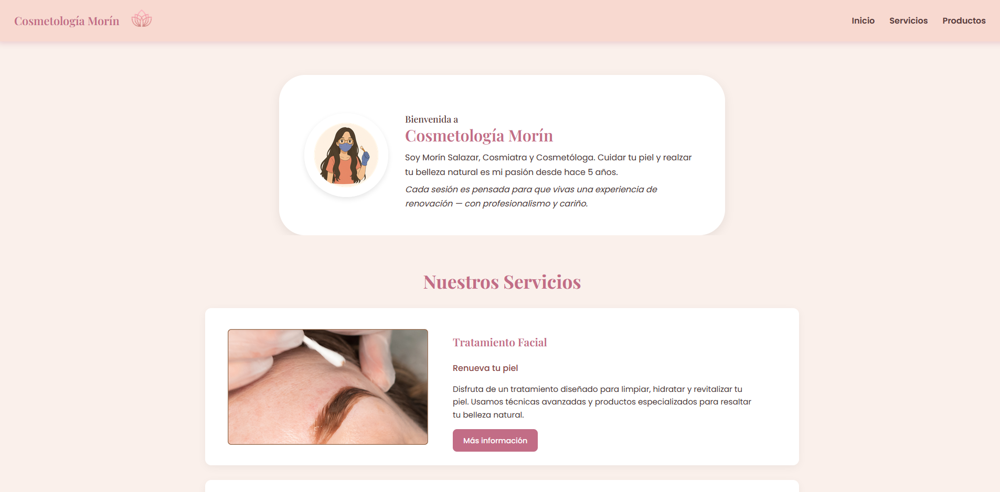 Cosmetología Morín
Inicio Servicios Productos
Bienvenida a
Cosmetología Morín
Soy Morín Salazar, Cosmiatra y Cosmetóloga. Cuidar tu piel y realzar
tu belleza natural es mi pasión desde hace 5 años.
Cada sesión es pensada para que vivas una experiencia de
renovación — con profesionalismo y cariño.
Nuestros Servicios
Tratamiento Facial
Renueva tu piel
Disfruta de un tratamiento diseñado para limpiar, hidratar y revitalizar tu
piel. Usamos técnicas avanzadas y productos especializados para resaltar
tu belleza natural.
Más información